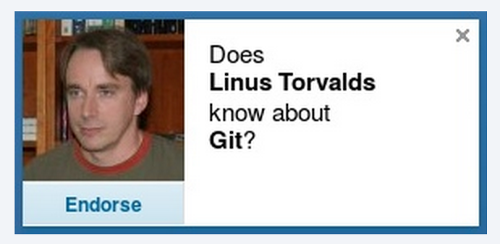 Does
Linus Torvalds
know about
Git?
Endorse